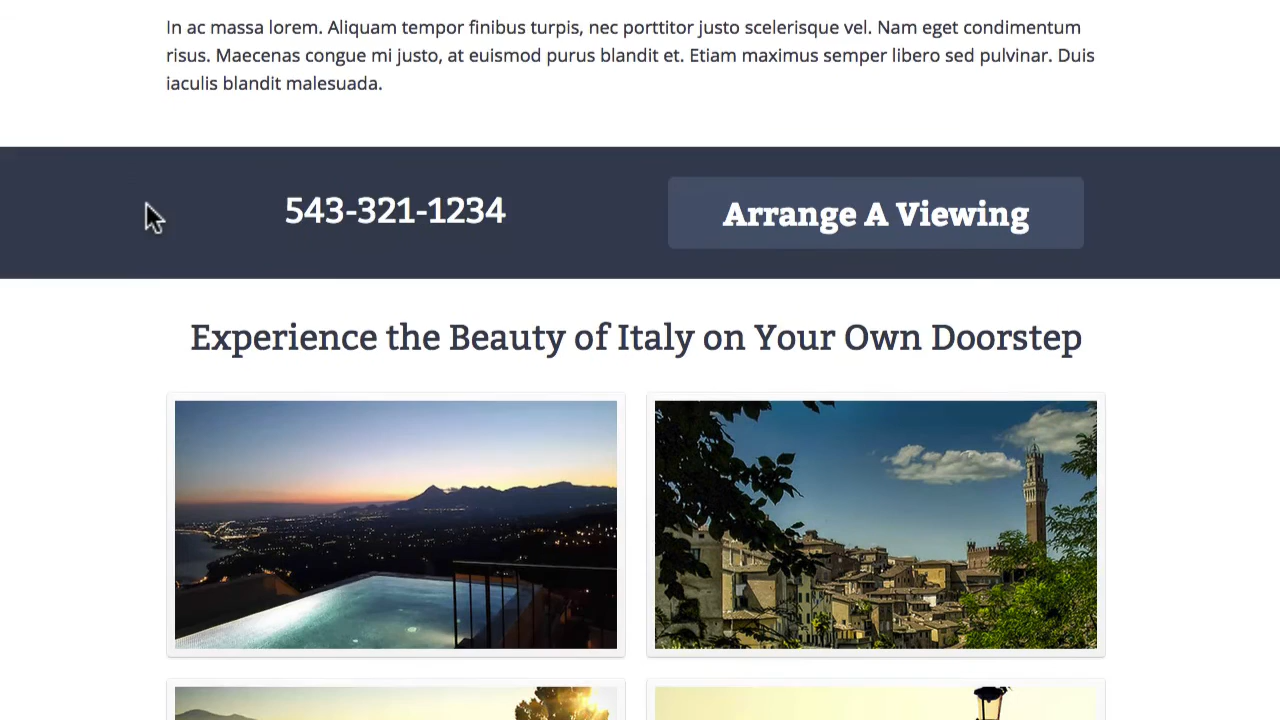 In ac massa lorem. Aliquam tempor finibus turpis, nec porttitor justo scelerisque vel. Nam eget condimentum
risus. Maecenas congue mi justo, at euismod purus blandit et. Etiam maximus semper libero sed pulvinar. Duis
iaculis blandit malesuada.
543-321-1234
Arrange A Viewing
Experience the Beauty of Italy on Your Own Doorstep